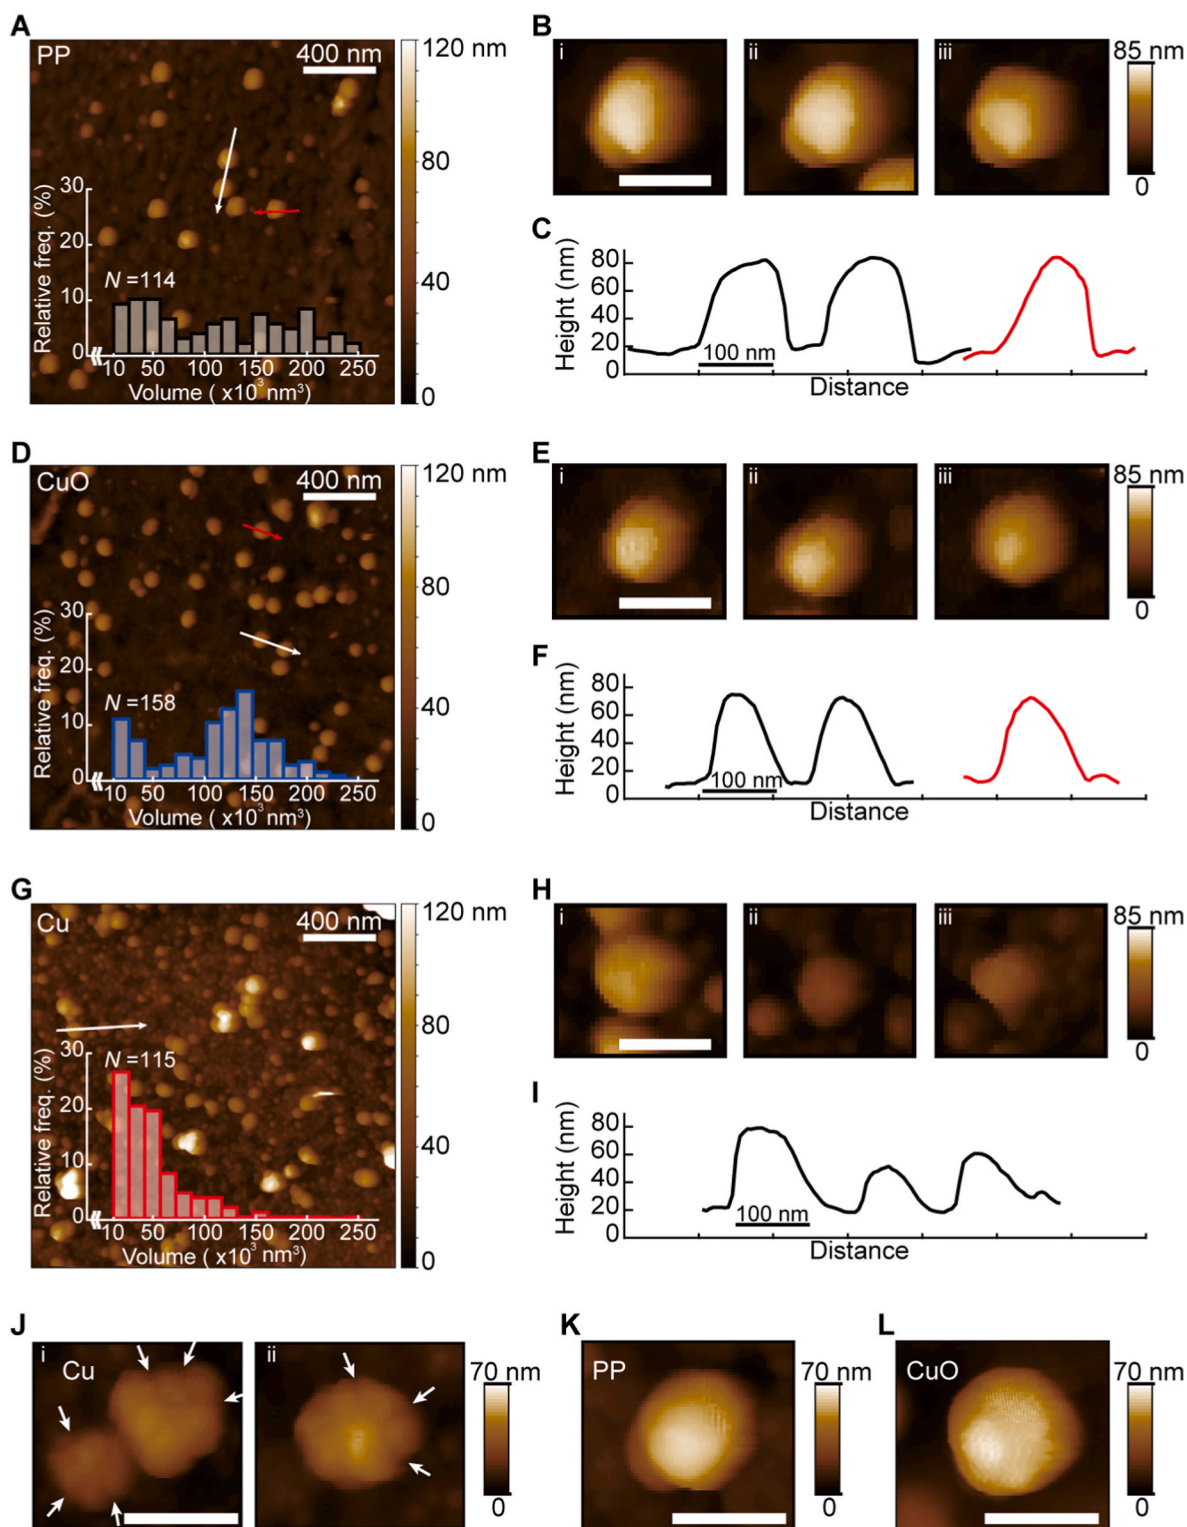 A
PP
400 nm
120 nm
80
40
0
Relative freq. (%)
30
20
10
0
N =114
10 50 100 150 200 250
Volume ( x10³ nm³)
B
i
ii
iii
85 nm
0
C
Height (nm)
80
60
40
20
0
100 nm
Distance
D
CuO
400 nm
120 nm
80
40
0
Relative freq. (%)
30
20
10
0
N =158
10 50 100 150 200 250
Volume ( x10³ nm³)
E
i
ii
iii
85 nm
0
F
Height (nm)
80
60
40
20
0
100 nm
Distance
G
Cu
400 nm
120 nm
80
40
0
Relative freq. (%)
30
20
10
0
N =115
10 50 100 150 200 250
Volume ( x10³ nm³)
H
i
ii
iii
85 nm
0
I
Height (nm)
80
60
40
20
0
100 nm
Distance
J
i
Cu
ii
70 nm
0
K
PP
70 nm
0
L
CuO
70 nm
0